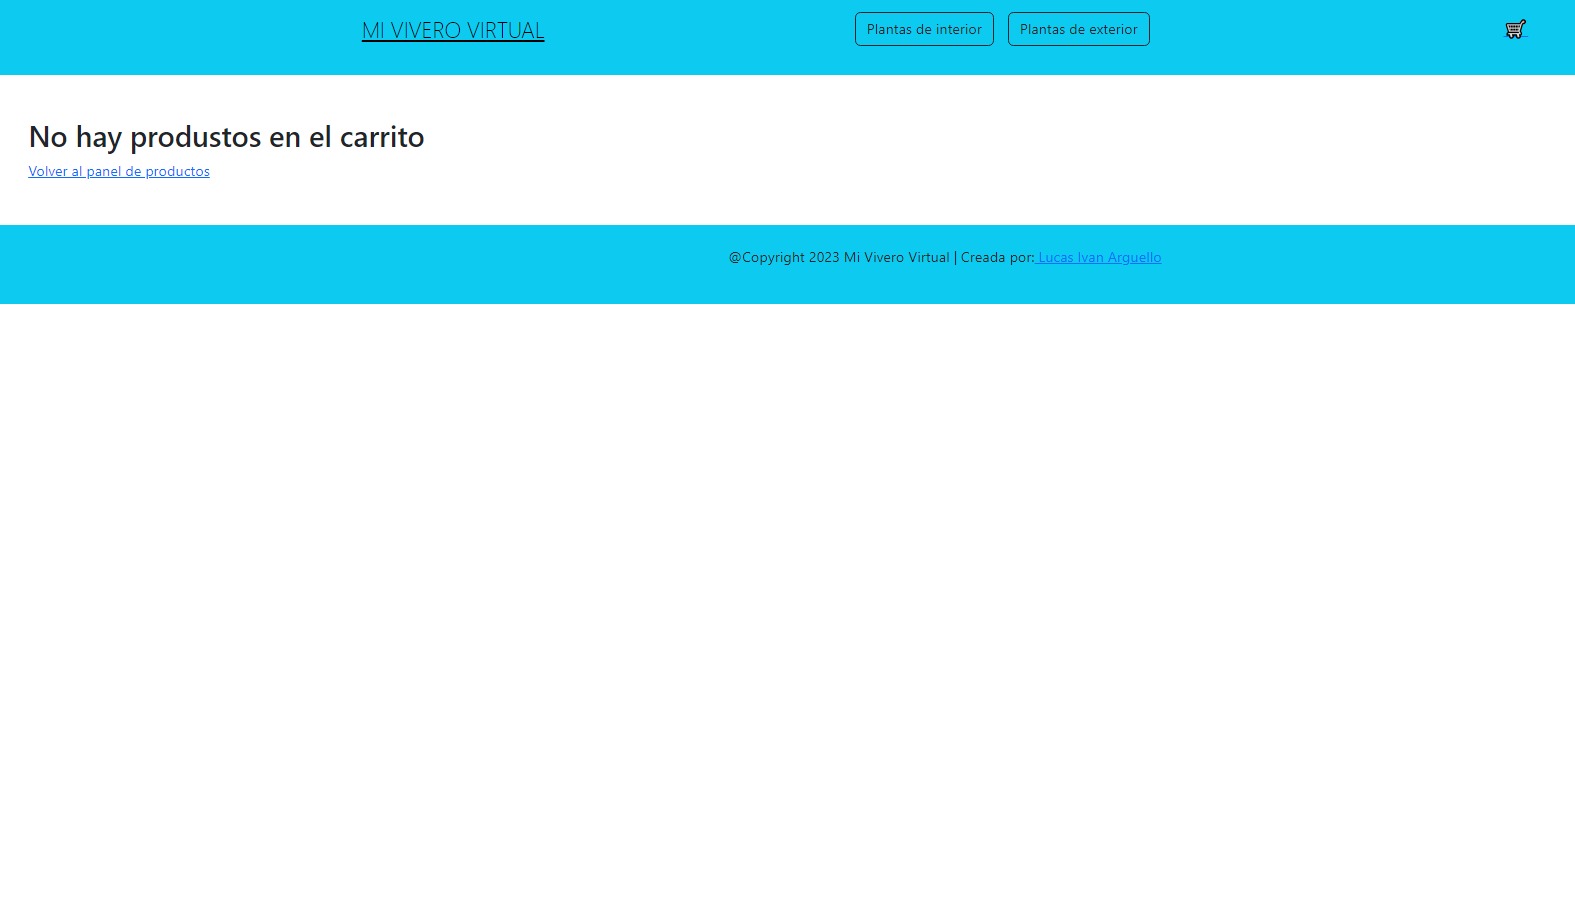 MI VIVERO VIRTUAL
Plantas de interior
Plantas de exterior
No hay produstos en el carrito
Volver al panel de productos
@Copyright 2023 Mi Vivero Virtual | Creada por: Lucas Ivan Arguello